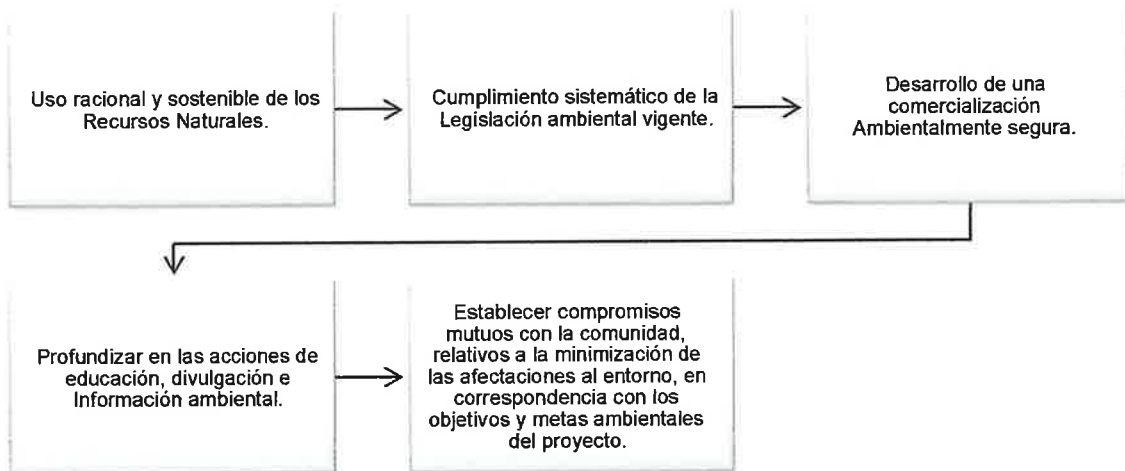 Uso racional y sostenible de los
Recursos Naturales.
Cumplimiento sistemático de la
Legislación ambiental vigente.
Desarrollo de una
comercialización
Ambientalmente segura.
Profundizar en las acciones de
educación, divulgación e
Información ambiental.
Establecer compromisos
mutuos con la comunidad,
relativos a la minimización de
las afectaciones al entorno, en
correspondencia con los
objetivos y metas ambientales
del proyecto.